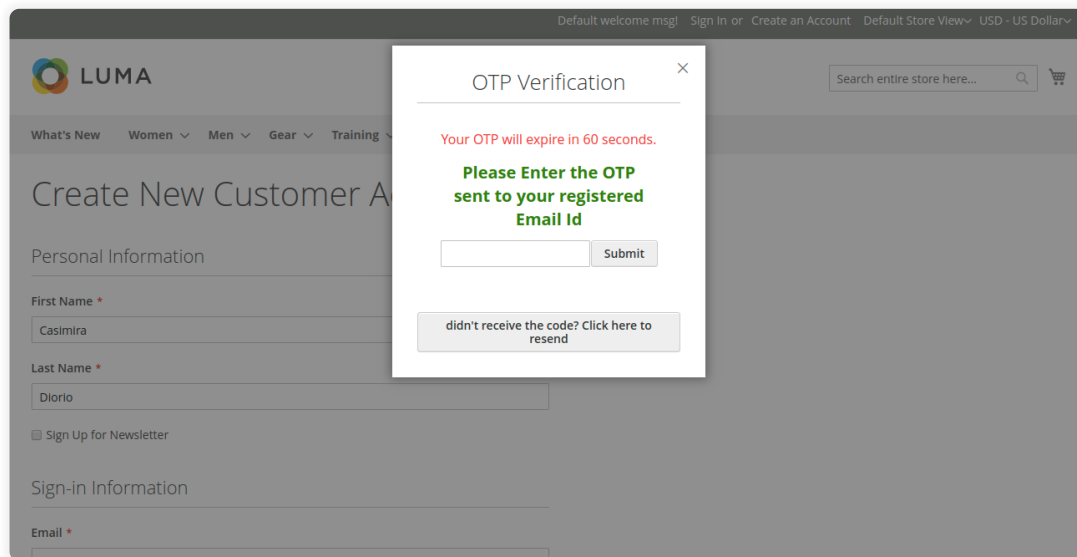 Default welcome msg! Sign In or Create an Account Default Store View USD - US Dollar
LUMA
Search entire store here...
What's New Women Men Gear Training
OTP Verification
Your OTP will expire in 60 seconds.
Please Enter the OTP
sent to your registered
Email Id
Submit
didn't receive the code? Click here to
resend
Create New Customer A
Personal Information
First Name *
Casimira
Last Name *
Diorio
Sign Up for Newsletter
Sign-in Information
Email *